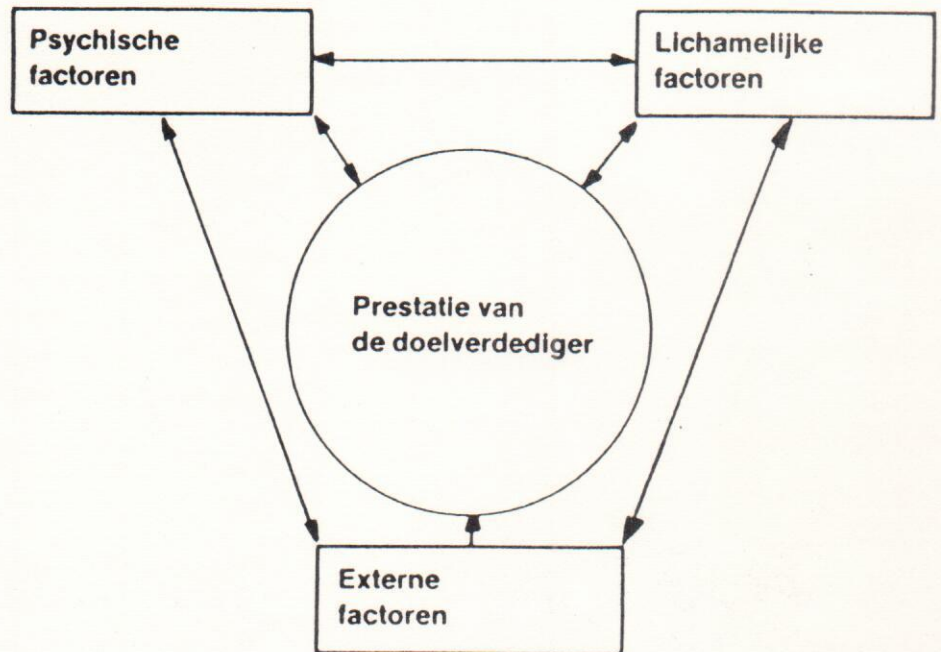 Psychische
factoren
Lichamelijke
factoren
Prestatie van
de doelverdediger
Externe
factoren